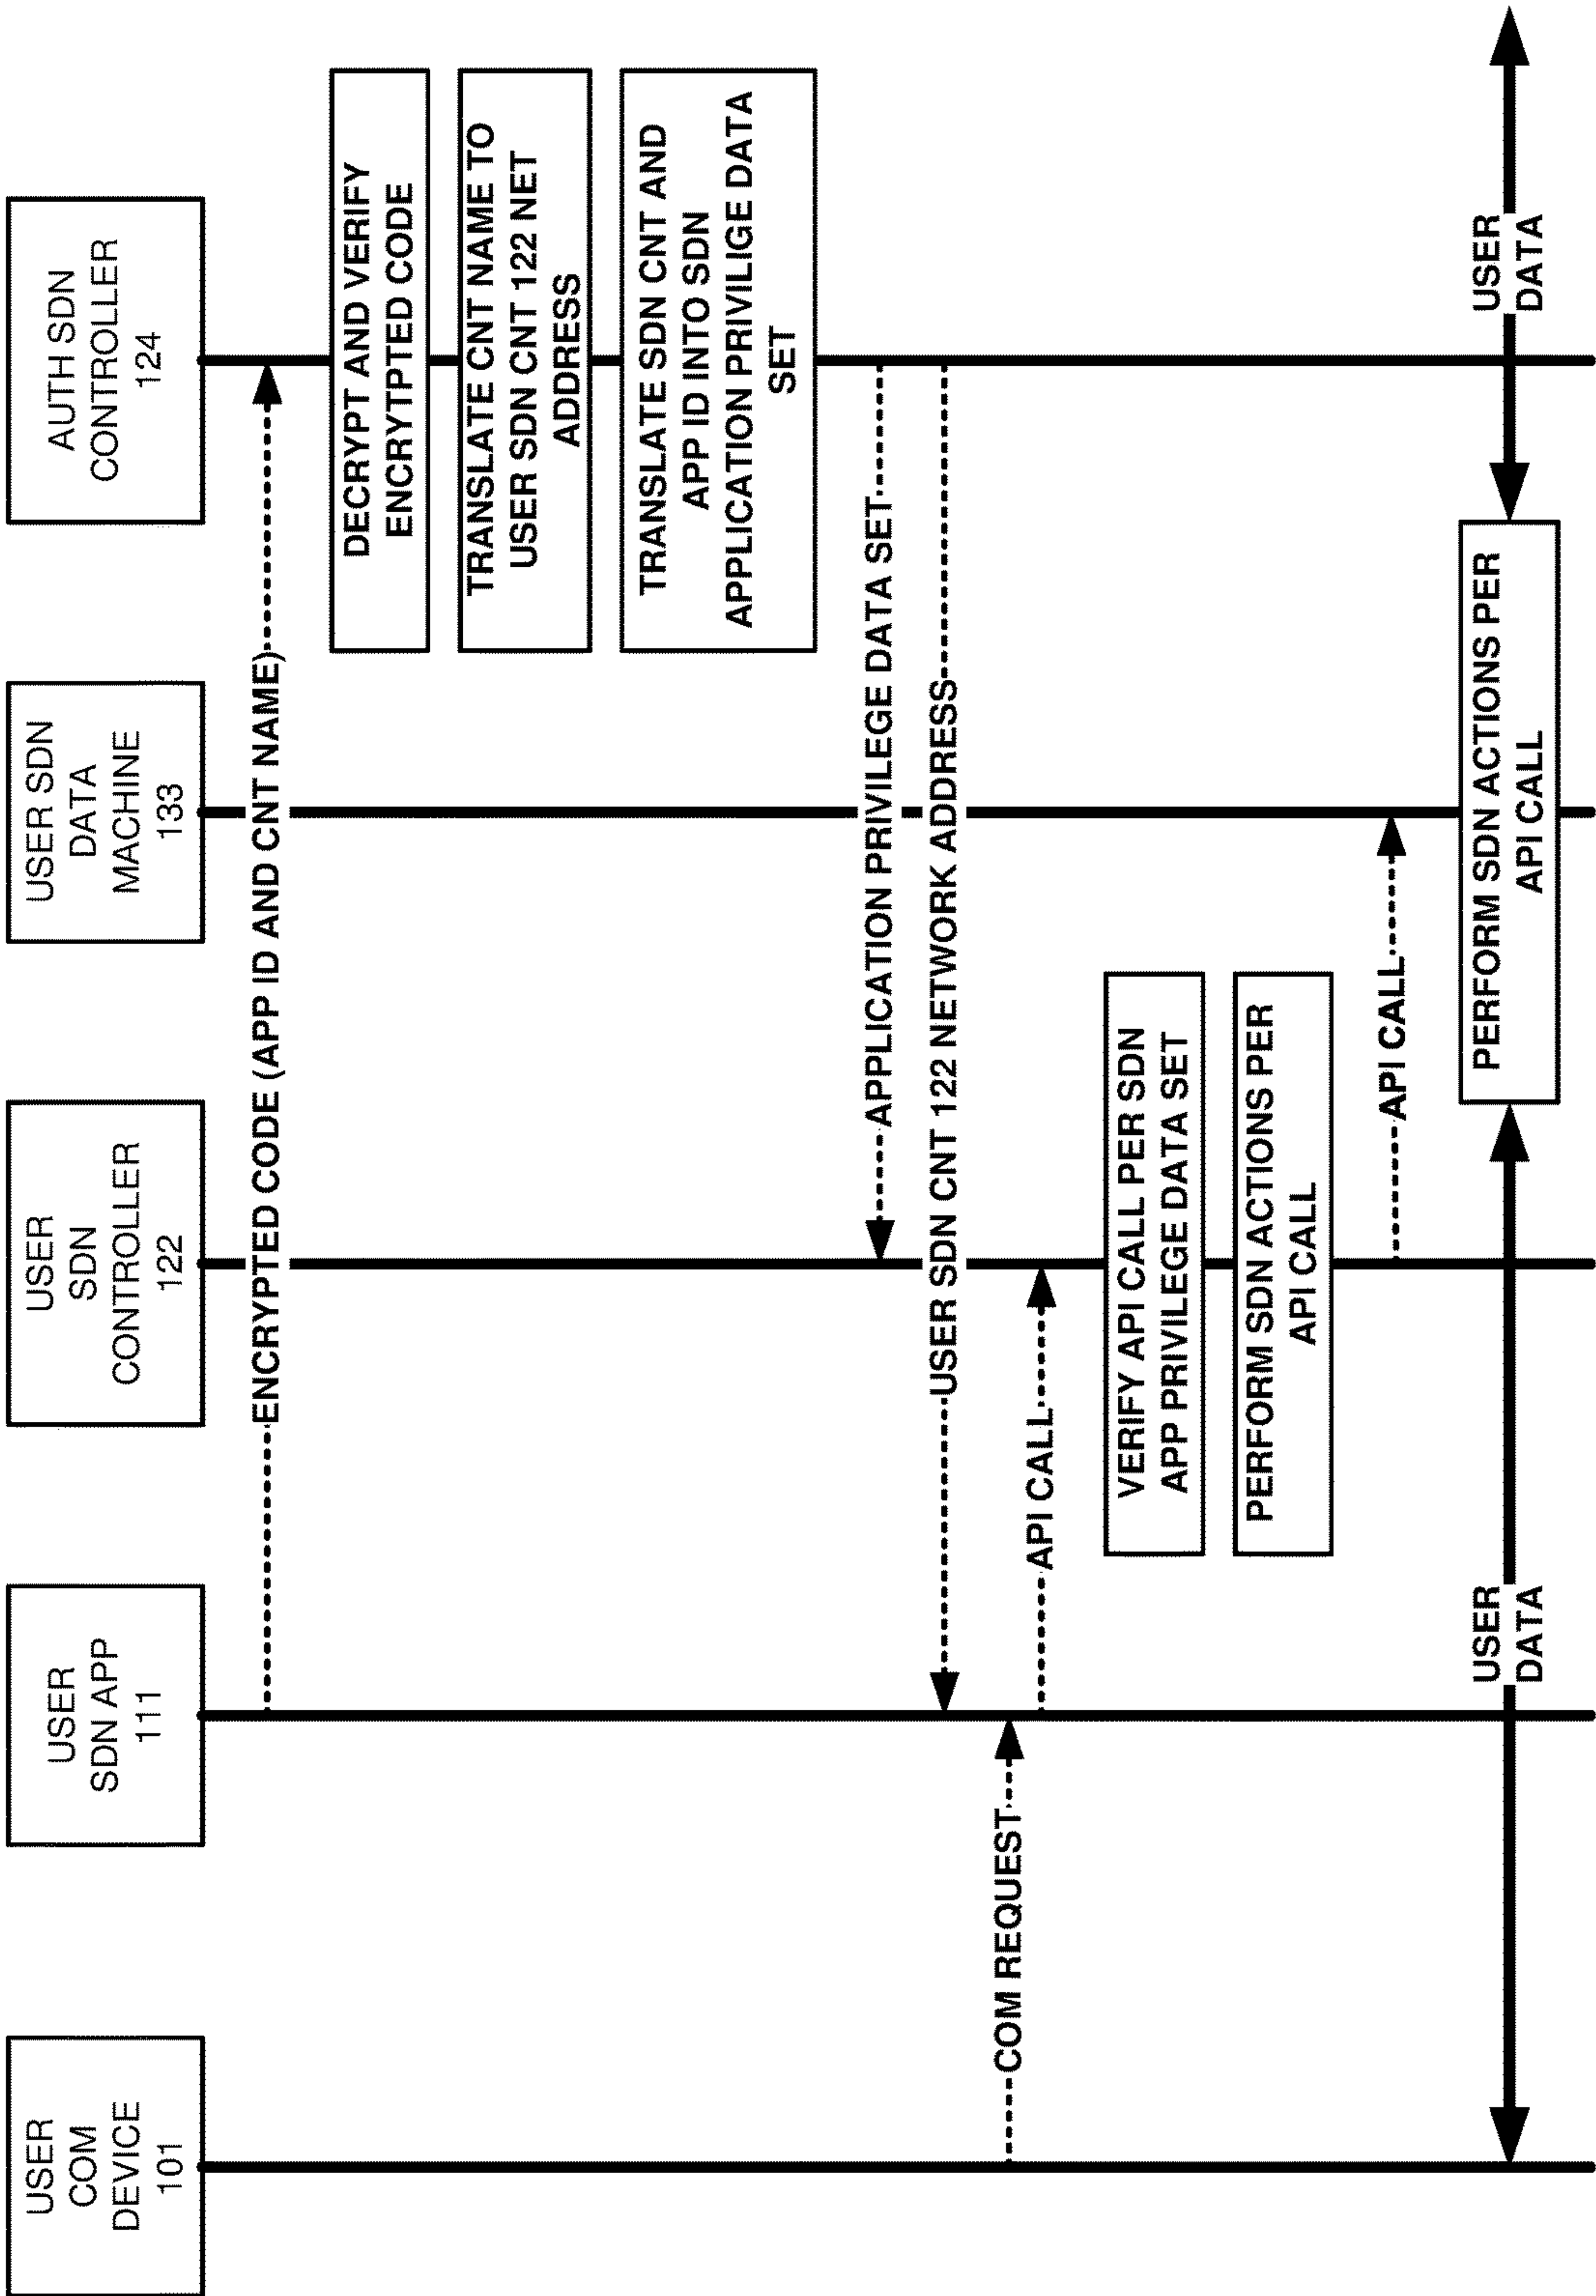 USER
COM
DEVICE
101
USER
SDN APP
111
USER
SDN
CONTROLLER
122
USER SDN
DATA
MACHINE
133
AUTH SDN
CONTROLLER
124
ENCRYPTED CODE (APP ID AND CNT NAME)
DECRYPT AND VERIFY
ENCRYTPTED CODE
TRANSLATE CNT NAME TO
USER SDN CNT 122 NET
ADDRESS
TRANSLATE SDN CNT AND
APP ID INTO SDN
APPLICATION PRIVILIGE DATA
SET
APPLICATION PRIVILEGE DATA SET
USER SDN CNT 122 NETWORK ADDRESS
COM REQUEST
API CALL
VERIFY API CALL PER SDN
APP PRIVILEGE DATA SET
PERFORM SDN ACTIONS PER
API CALL
API CALL
USER
DATA
PERFORM SDN ACTIONS PER
API CALL
USER
DATA